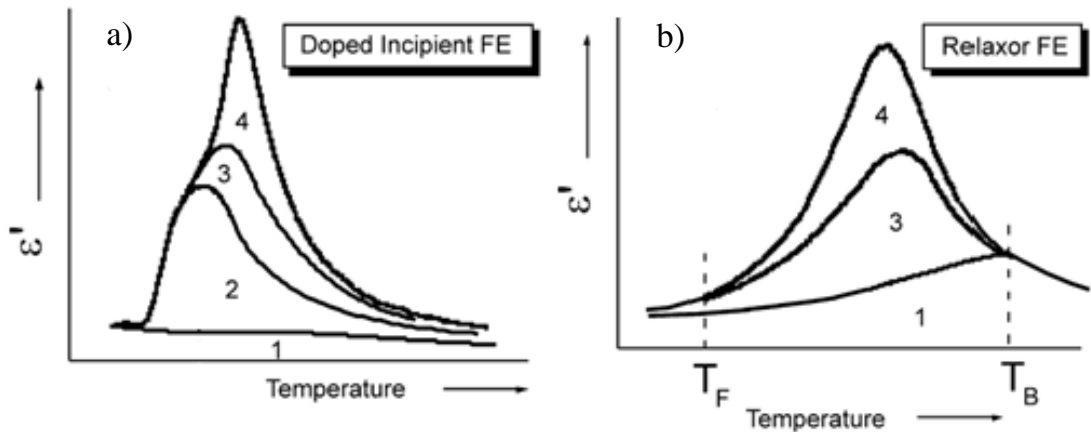 a)
Doped Incipient FE
ε'
4
3
2
1
Temperature
b)
Relaxor FE
ε'
4
3
1
T_F
T_B
Temperature